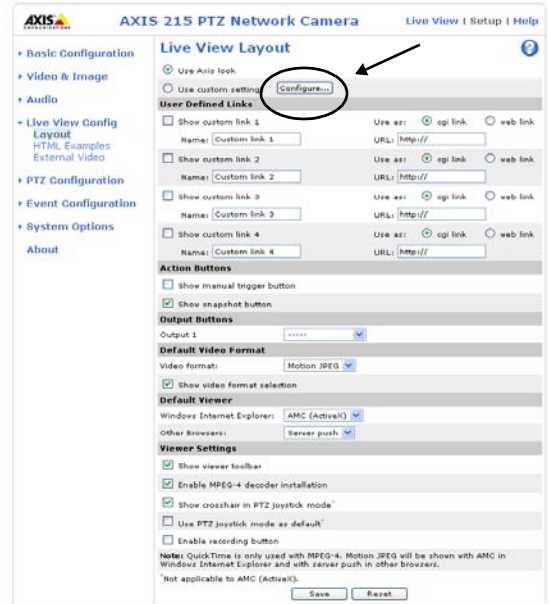 AXIS
COMMUNICATIONS
AXIS 215 PTZ Network Camera
Live View | Setup | Help
Basic Configuration
Video & Image
Audio
Live View Config
Layout
HTML Examples
External Video
PTZ Configuration
Event Configuration
System Options
About
Live View Layout
?
Use Axis look
Use custom settings Configure...
User Defined Links
Show custom link 1 Use as: cgi link web link
Name: Custom link 1 URL: http://
Show custom link 2 Use as: cgi link web link
Name: Custom link 2 URL: http://
Show custom link 3 Use as: cgi link web link
Name: Custom link 3 URL: http://
Show custom link 4 Use as: cgi link web link
Name: Custom link 4 URL: http://
Action Buttons
Show manual trigger button
Show snapshot button
Output Buttons
Output 1 -----
Default Video Format
Video format: Motion JPEG
Show video format selection
Default Viewer
Windows Internet Explorer: AMC (ActiveX)
Other Browsers: Server push
Viewer Settings
Show viewer toolbar
Enable MPEG-4 decoder installation
Show crosshair in PTZ joystick mode*
Use PTZ joystick mode as default*
Enable recording button
Note: QuickTime is only used with MPEG-4. Motion JPEG will be shown with AMC in
Windows Internet Explorer and with server push in other browsers.
*Not applicable to AMC (ActiveX).
Save Reset